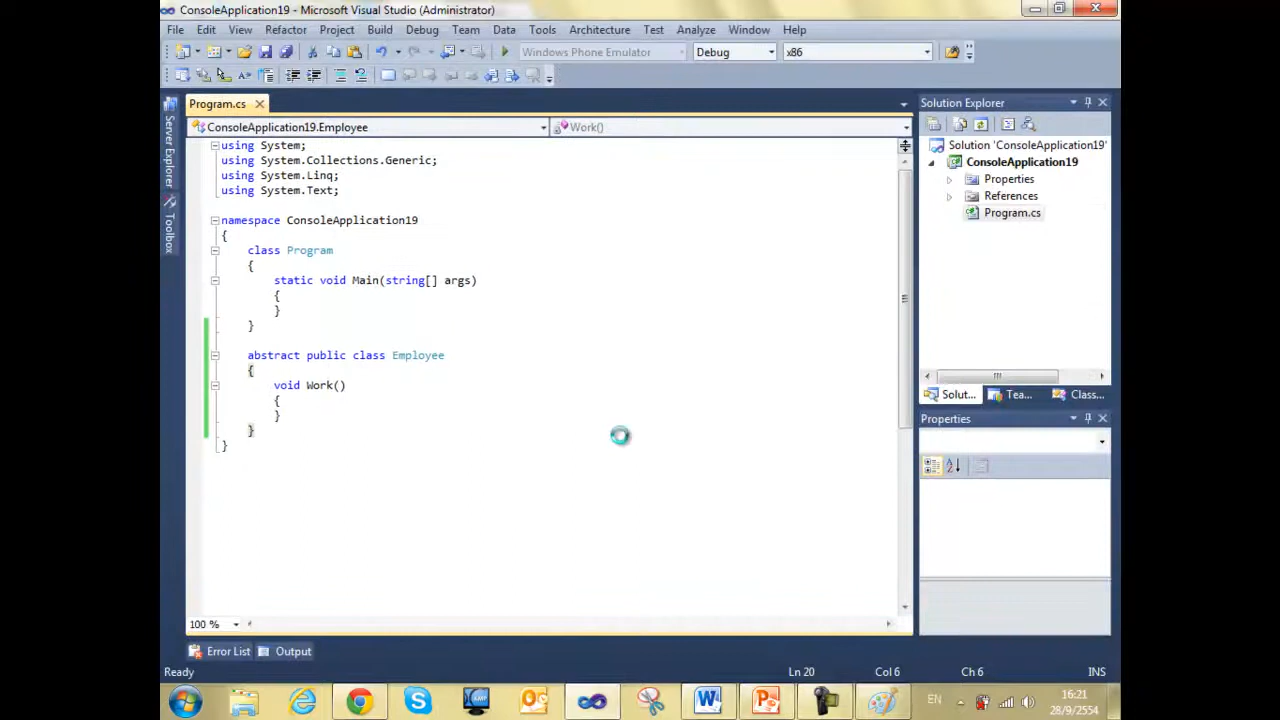 ConsoleApplication19 - Microsoft Visual Studio (Administrator)
File Edit View Refactor Project Build Debug Team Data Tools Architecture Test Analyze Window Help
Windows Phone Emulator Debug x86
Program.cs
ConsoleApplication19.Employee Work()
using System;
using System.Collections.Generic;
using System.Linq;
using System.Text;
namespace ConsoleApplication19
{
class Program
{
static void Main(string[] args)
{
}
}
abstract public class Employee
{
void Work()
{
}
}
}
100 %
Server Explorer
Toolbox
Solution Explorer
Solution 'ConsoleApplication19'
ConsoleApplication19
Properties
References
Program.cs
Solut... Tea... Class...
Properties
Error List Output
Ready Ln 20 Col 6 Ch 6 INS
EN 16:21
28/9/2554